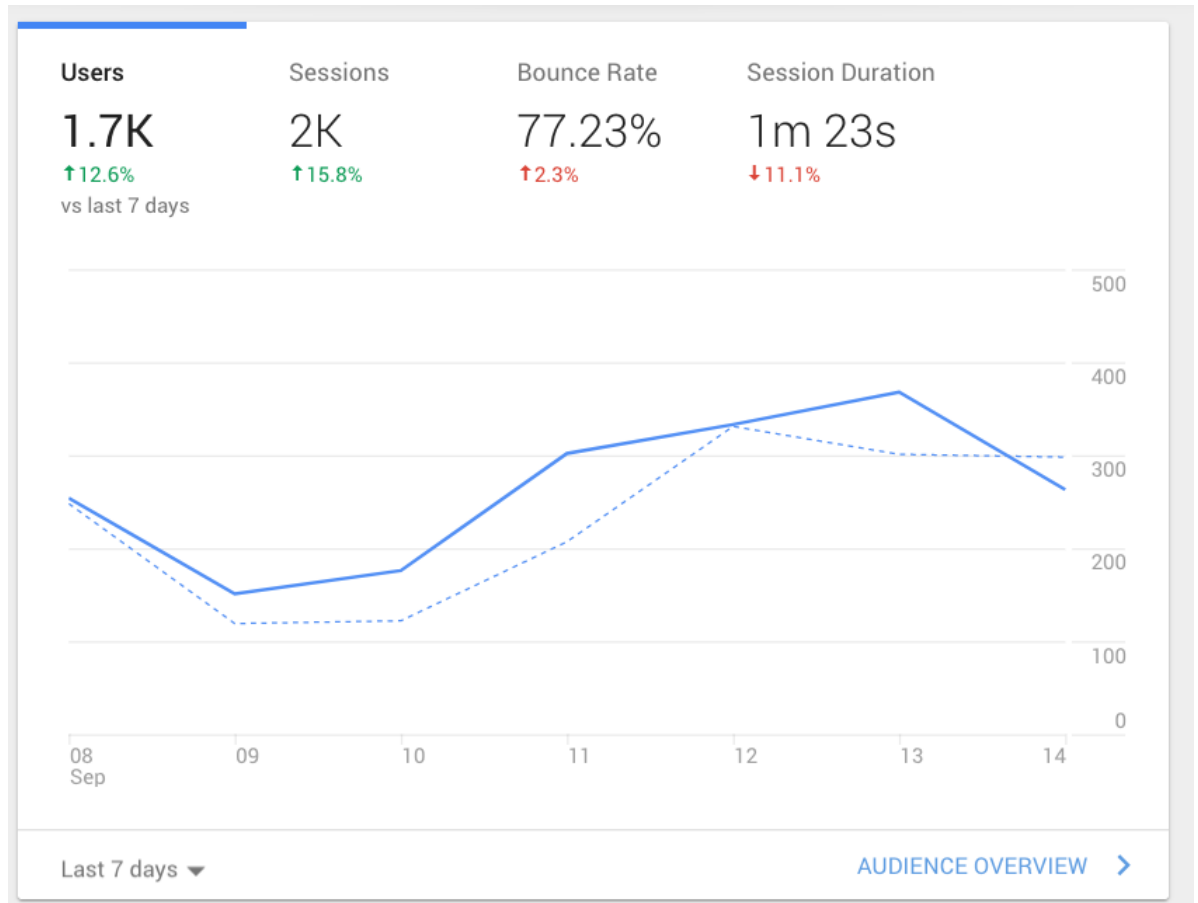 Users
1.7K
↑12.6%
vs last 7 days
Sessions
2K
↑15.8%
Bounce Rate
77.23%
↑2.3%
Session Duration
1m 23s
↓11.1%
500
400
300
200
100
0
08 09 10 11 12 13 14
Sep
Last 7 days
AUDIENCE OVERVIEW